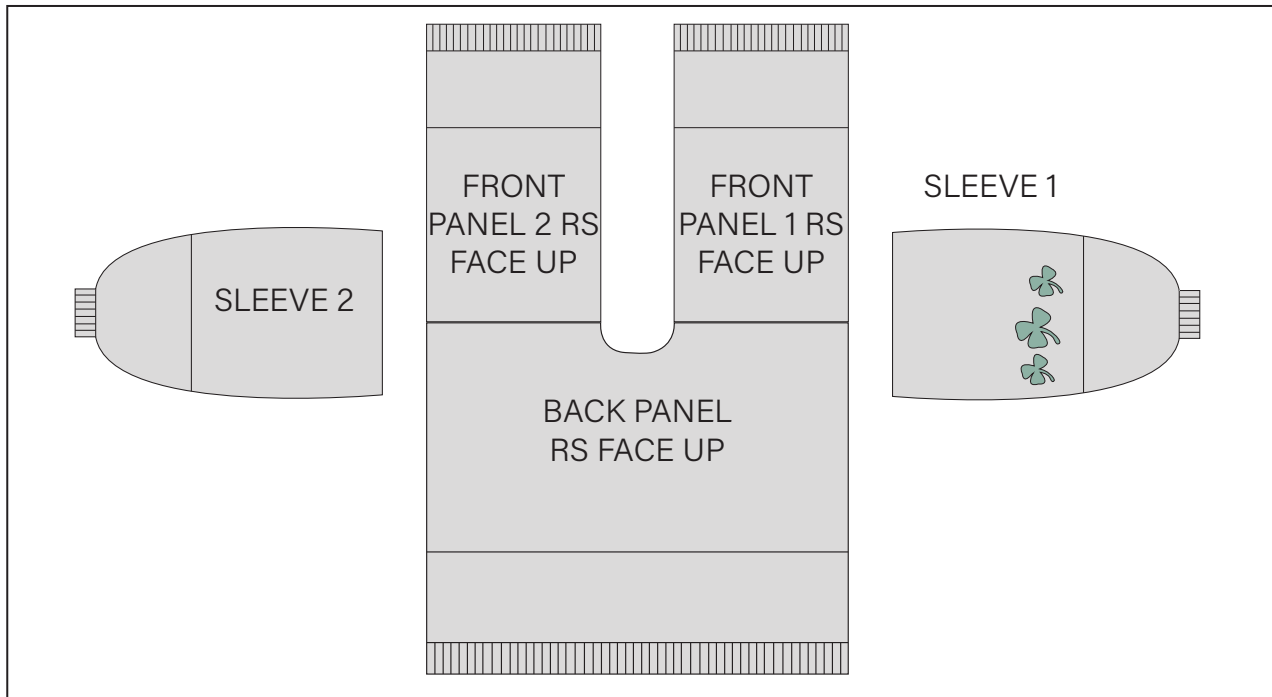 FRONT
PANEL 2 RS
FACE UP
FRONT
PANEL 1 RS
FACE UP
SLEEVE 1
SLEEVE 2
BACK PANEL
RS FACE UP